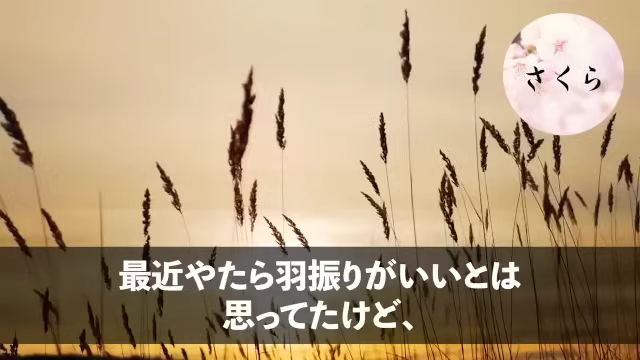 さくら
最近やたら羽振りがいいとは
思ってたけど、